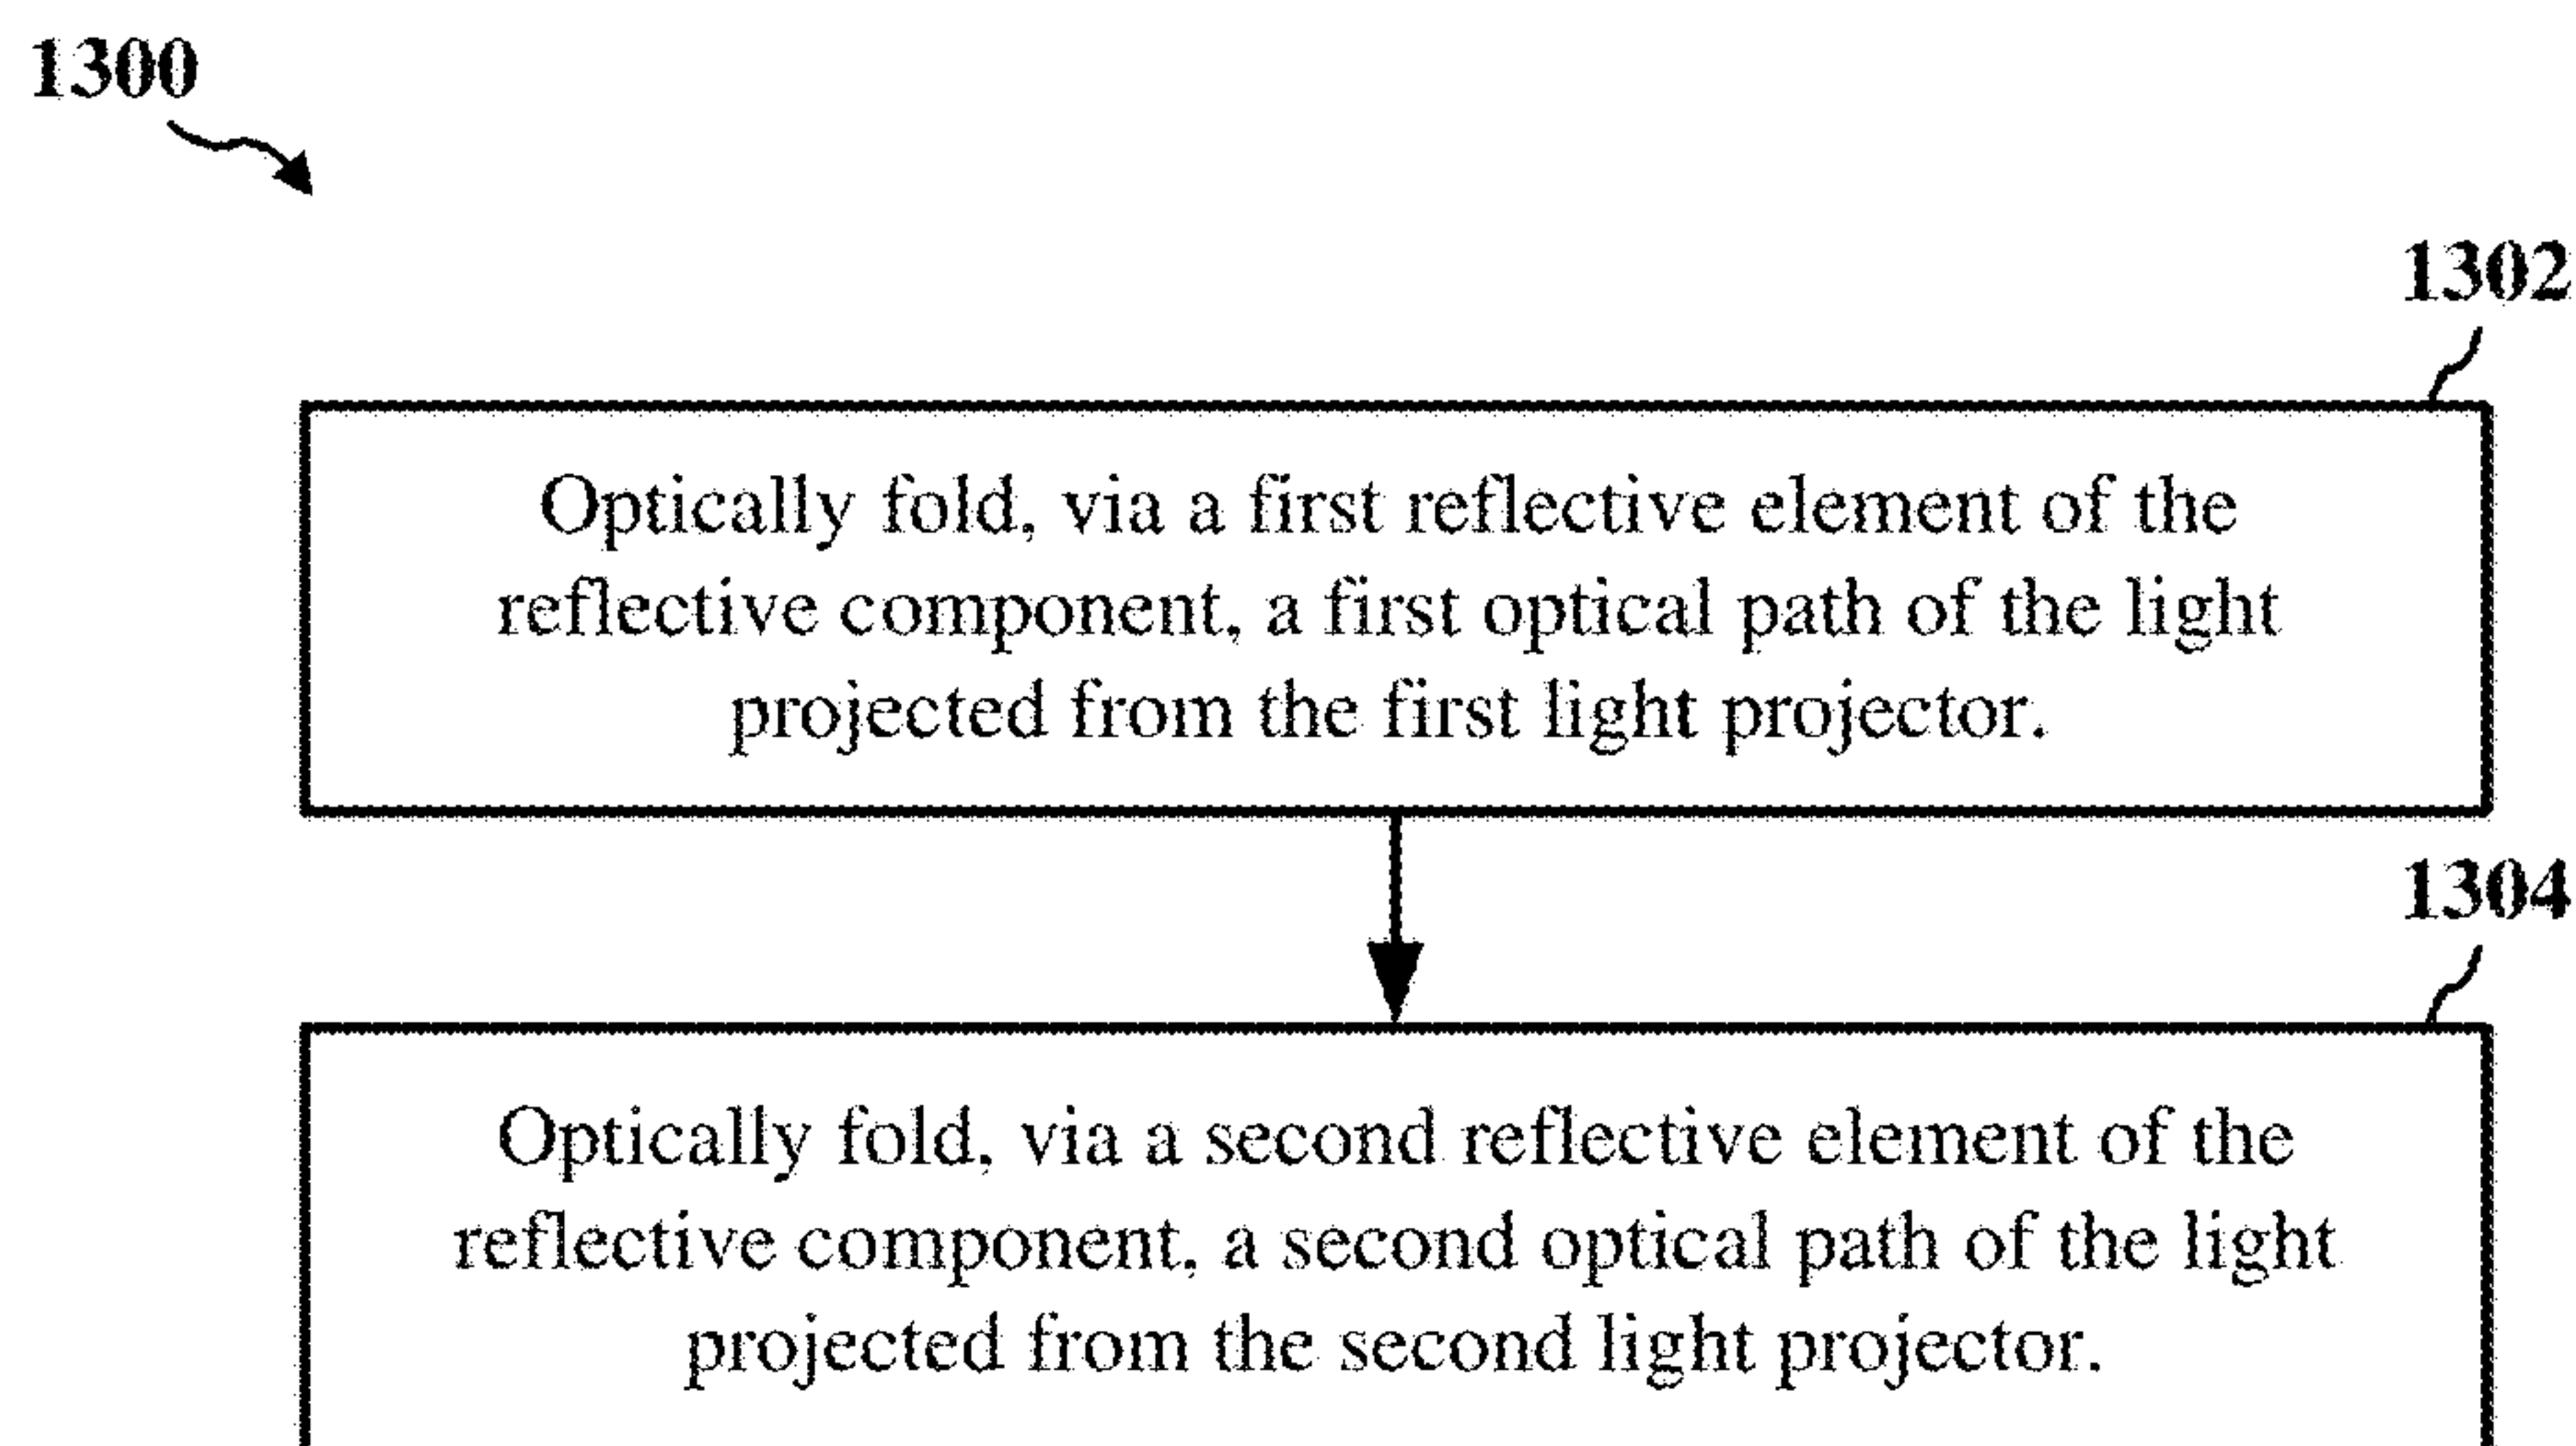 1300
1302
Optically fold, via a first reflective element of the
reflective component, a first optical path of the light
projected from the first light projector.
1304
Optically fold, via a second reflective element of the
reflective component, a second optical path of the light
projected from the second light projector.